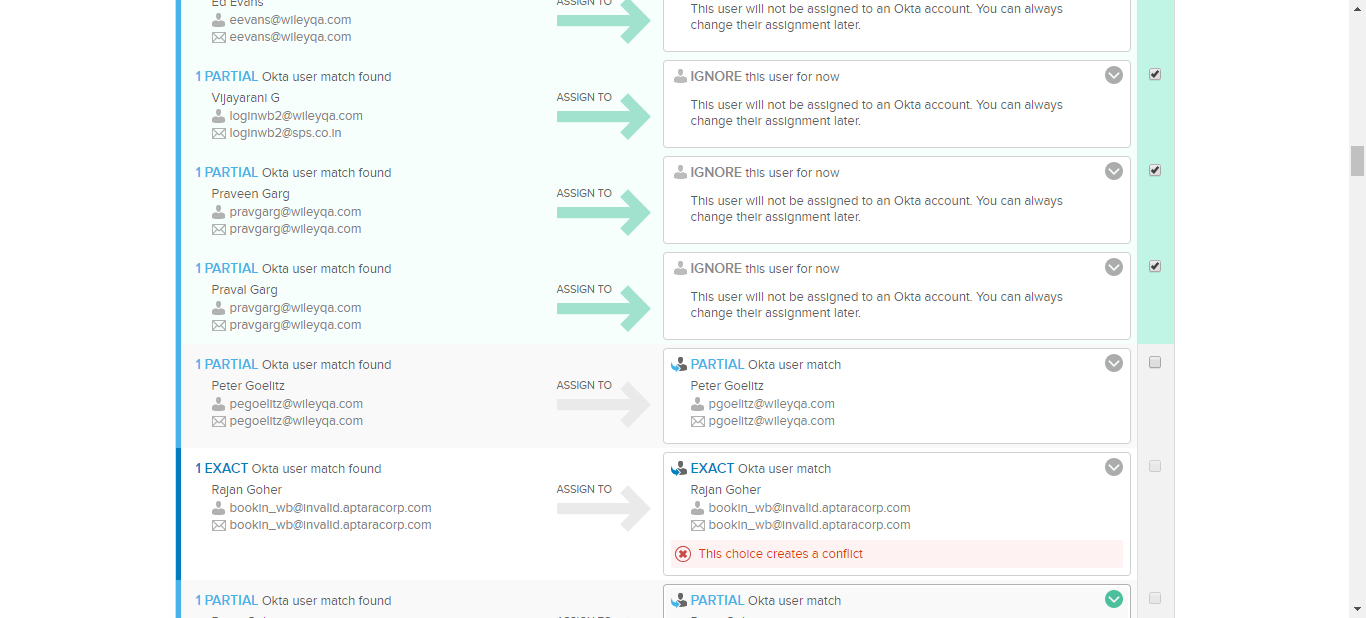 Ed Evans
ASSIGN TO
This user will not be assigned to an Okta account. You can always
eevans@wileyqa.com
change their assignment later.
eevans@wileyqa.com
1 PARTIAL Okta user match found
IGNORE this user for now
Vijayarani G
ASSIGN TO
This user will not be assigned to an Okta account. You can always
loginwb2@wileyqa.com
change their assignment later.
loginwb2@sps.co.in
1 PARTIAL Okta user match found
IGNORE this user for now
Praveen Garg
ASSIGN TO
This user will not be assigned to an Okta account. You can always
pravgarg@wileyqa.com
change their assignment later.
pravgarg@wileyqa.com
1 PARTIAL Okta user match found
IGNORE this user for now
Praval Garg
ASSIGN TO
This user will not be assigned to an Okta account. You can always
pravgarg@wileyqa.com
change their assignment later.
pravgarg@wileyqa.com
1 PARTIAL Okta user match found
PARTIAL Okta user match
Peter Goelitz
ASSIGN TO
Peter Goelitz
pegoelitz@wileyqa.com
pgoelitz@wileyqa.com
pegoelitz@wileyqa.com
pgoelitz@wileyqa.com
1 EXACT Okta user match found
EXACT Okta user match
Rajan Goher
ASSIGN TO
Rajan Goher
bookin_wb@invalid.aptaracorp.com
bookin_wb@invalid.aptaracorp.com
bookin_wb@invalid.aptaracorp.com
bookin_wb@invalid.aptaracorp.com
This choice creates a conflict
1 PARTIAL Okta user match found
PARTIAL Okta user match